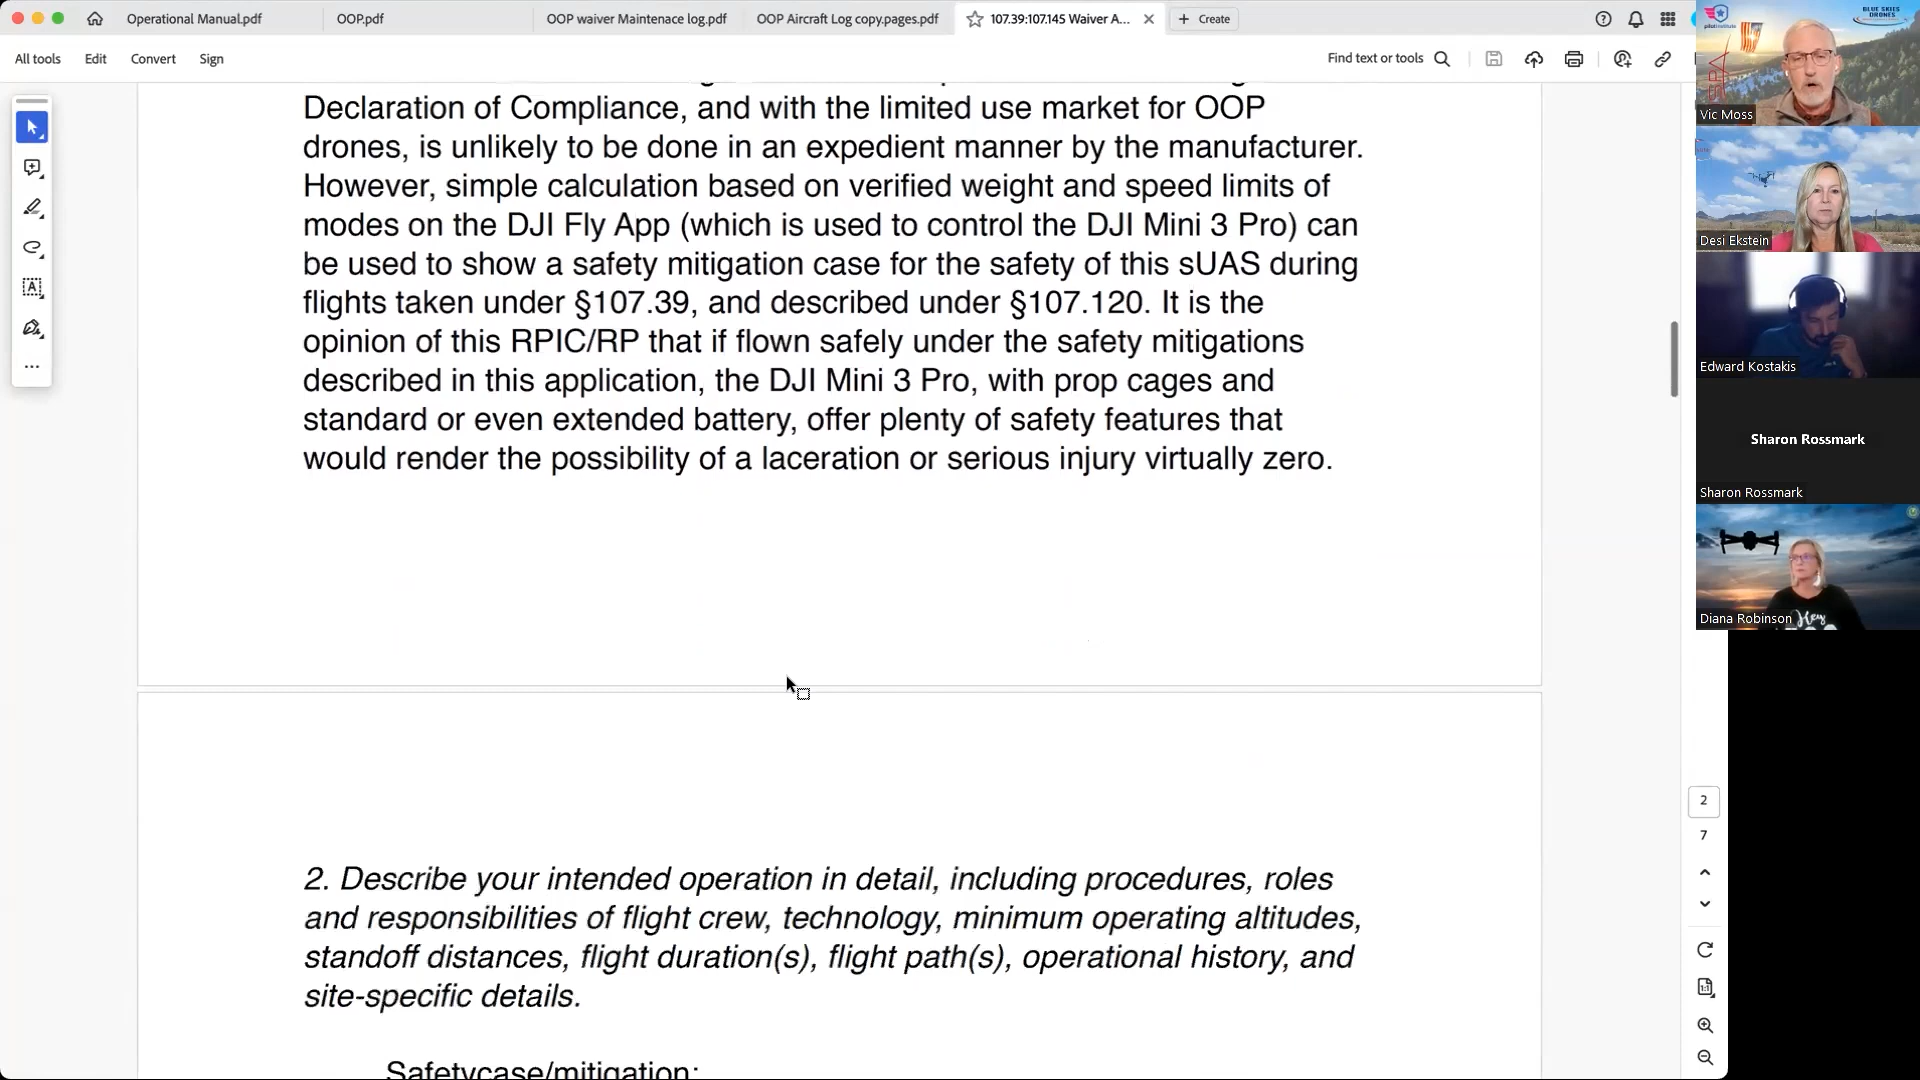 Operational Manual.pdf
OOP.pdf
OOP waiver Maintenace log.pdf
OOP Aircraft Log copy.pages.pdf
107.39:107.145 Waiver A...
Create
All tools
Edit
Convert
Sign
Find text or tools
Declaration of Compliance, and with the limited use market for OOP
drones, is unlikely to be done in an expedient manner by the manufacturer.
However, simple calculation based on verified weight and speed limits of
modes on the DJI Fly App (which is used to control the DJI Mini 3 Pro) can
be used to show a safety mitigation case for the safety of this sUAS during
flights taken under §107.39, and described under §107.120. It is the
opinion of this RPIC/RP that if flown safely under the safety mitigations
described in this application, the DJI Mini 3 Pro, with prop cages and
standard or even extended battery, offer plenty of safety features that
would render the possibility of a laceration or serious injury virtually zero.
2. Describe your intended operation in detail, including procedures, roles
and responsibilities of flight crew, technology, minimum operating altitudes,
standoff distances, flight duration(s), flight path(s), operational history, and
site-specific details.
Safetycase/mitigation:
2
7
1:1
BLUE SKIES
DRONES
Vic Moss
Desi Ekstein
Edward Kostakis
Sharon Rossmark
Sharon Rossmark
Hey
Diana Robinson